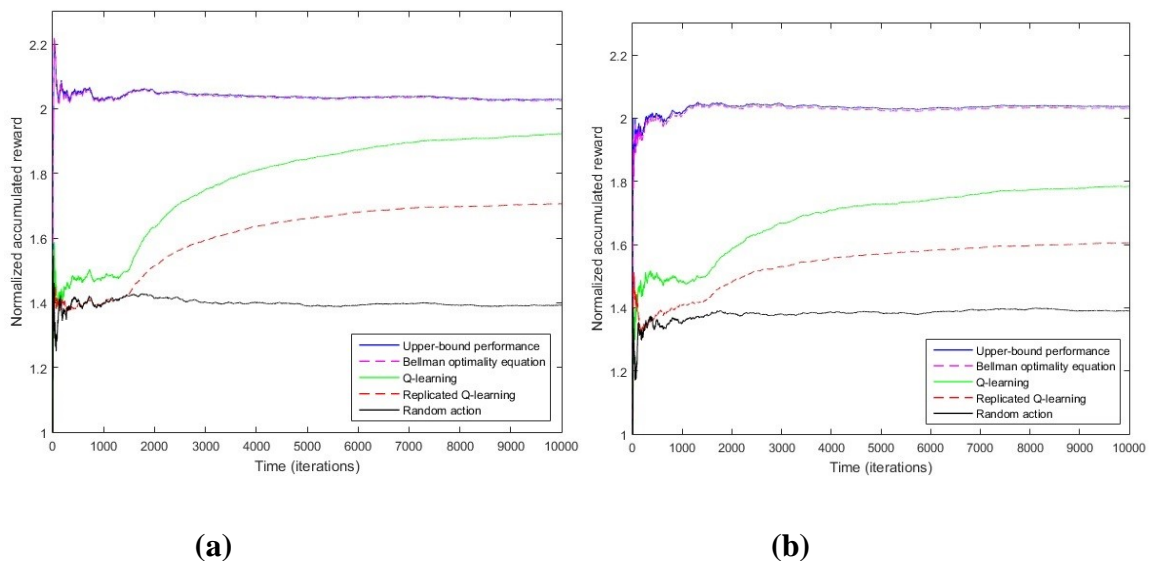 2.2
2
1.8
1.6
1.4
1.2
1
Normalized accumulated reward
0 1000 2000 3000 4000 5000 6000 7000 8000 9000 10000
Time (iterations)
Upper-bound performance
Bellman optimality equation
Q-learning
Replicated Q-learning
Random action
(a)
2.2
2
1.8
1.6
1.4
1.2
1
Normalized accumulated reward
0 1000 2000 3000 4000 5000 6000 7000 8000 9000 10000
Time (iterations)
Upper-bound performance
Bellman optimality equation
Q-learning
Replicated Q-learning
Random action
(b)